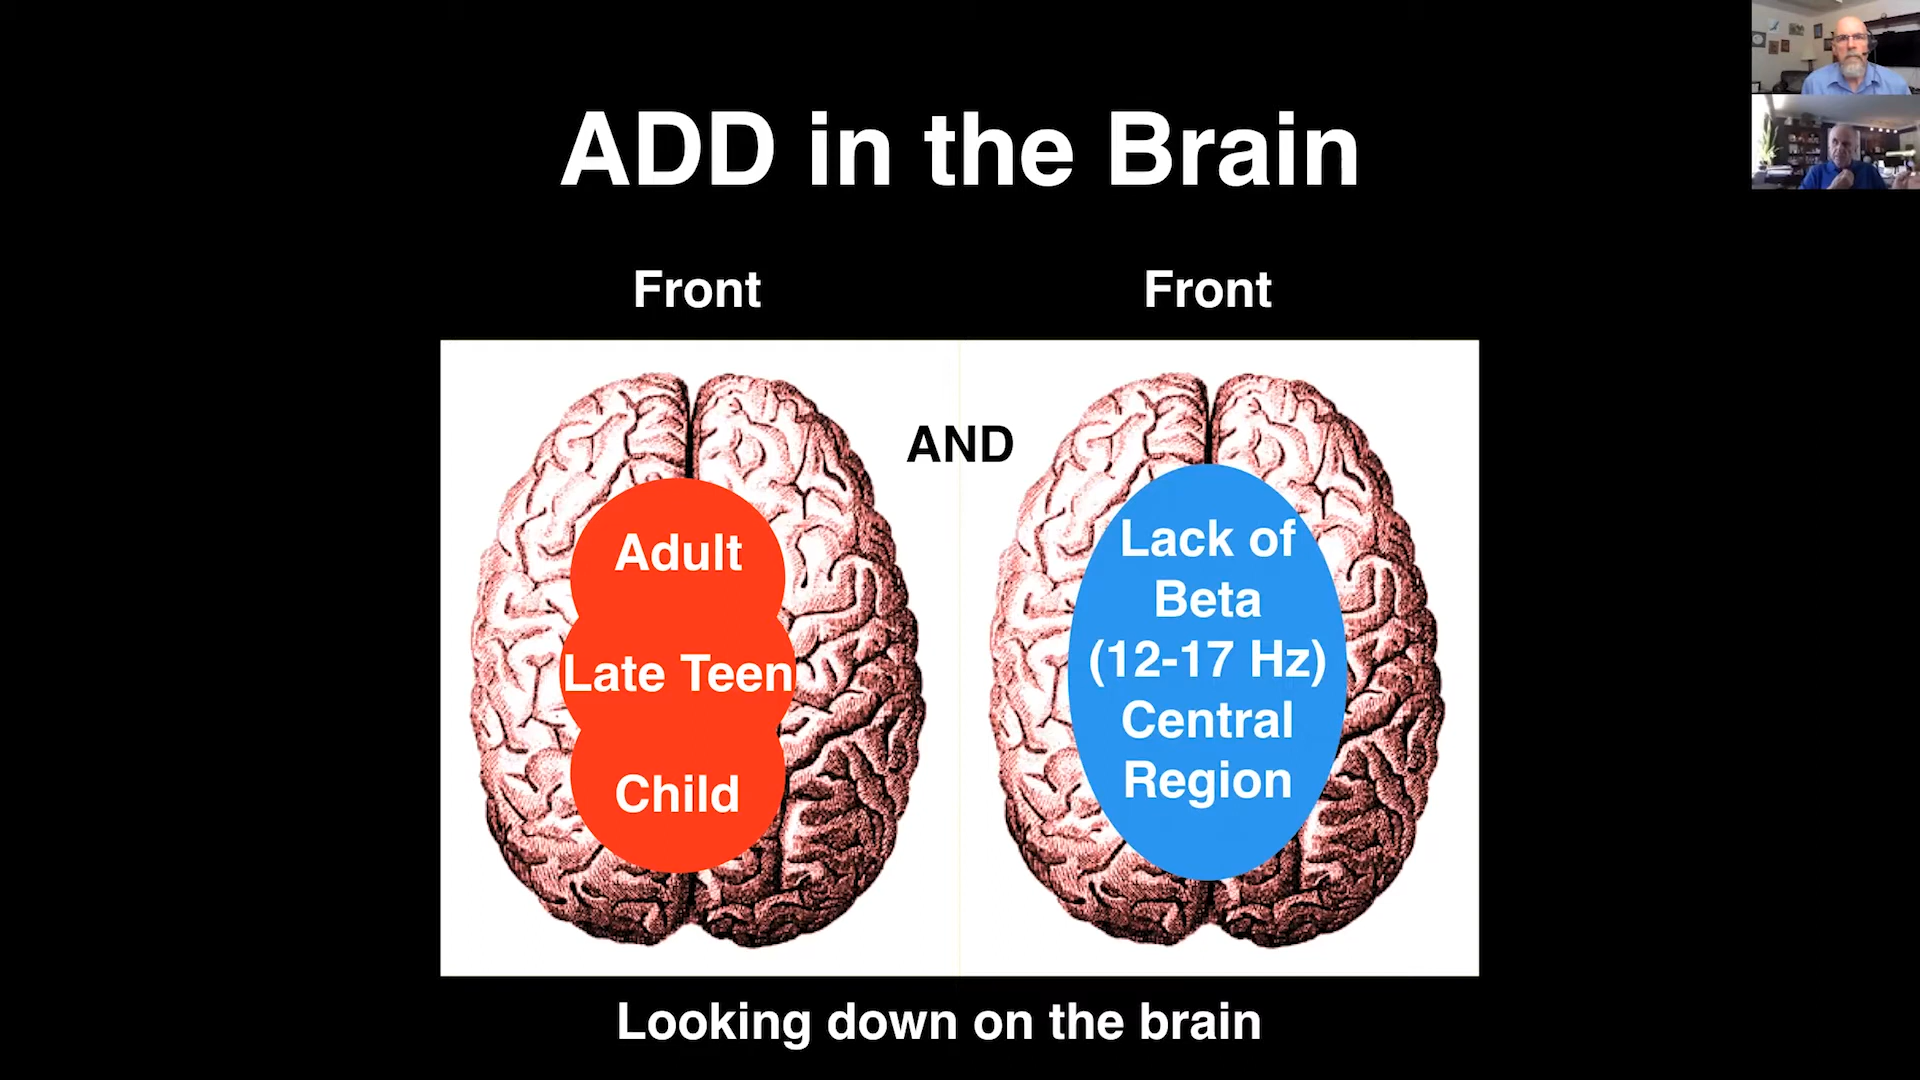 ADD in the Brain
Front
Front
AND
Adult
Late Teen
Child
Lack of
Beta
(12-17 Hz)
Central
Region
Looking down on the brain